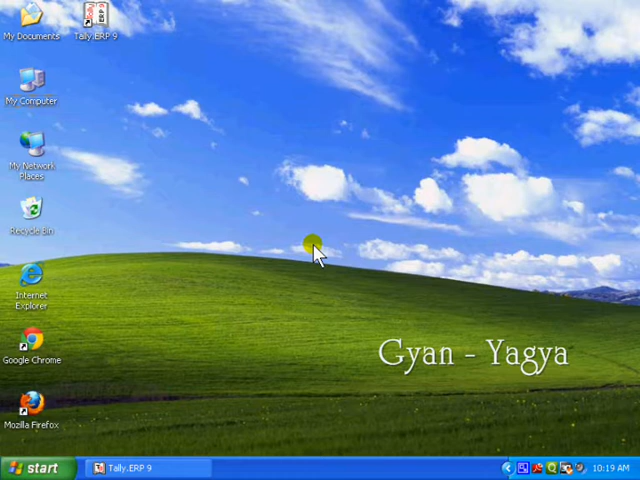 My Documents
Tally.ERP 9
My Computer
My Network
Places
Recycle Bin
Internet
Explorer
Google Chrome
Mozilla Firefox
Gyan - Yagya
start
Tally.ERP 9
10:19 AM